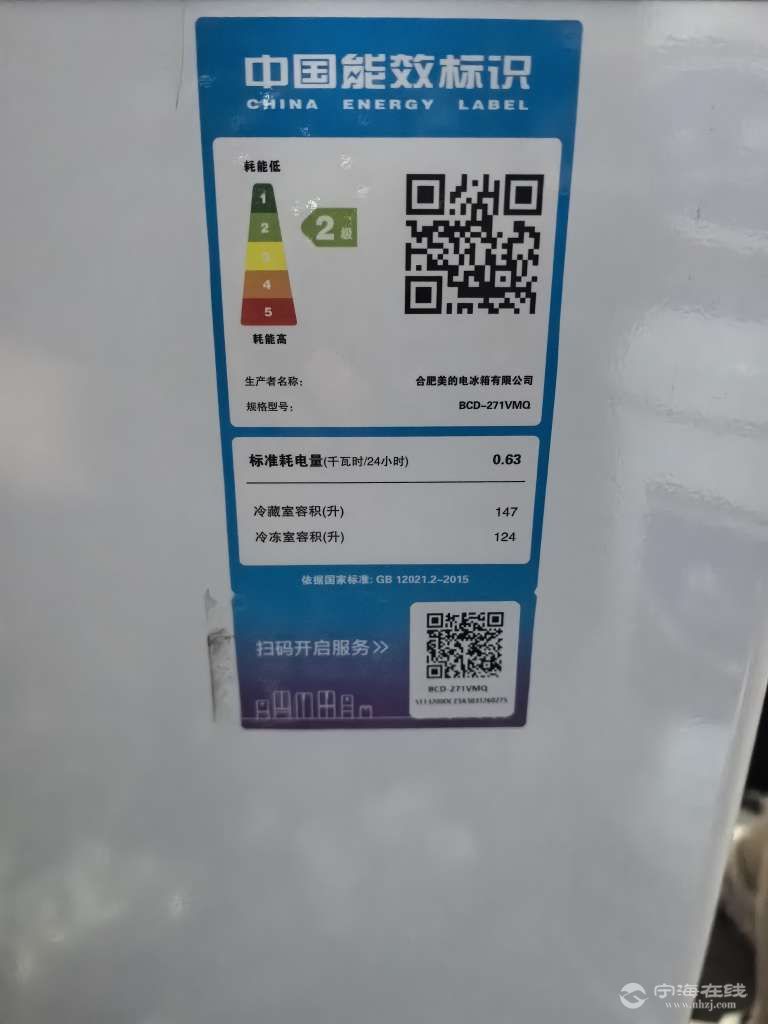 中国能效标识
CHINA ENERGY LABEL
耗能低
1
2
2级
3
4
5
耗能高
生产者名称： 合肥美的电冰箱有限公司
规格型号： BCD-271VMQ
标准耗电量(千瓦时/24小时) 0.63
冷藏室容积(升) 147
冷冻室容积(升) 124
依据国家标准: GB 12021.2-2015
扫码开启服务>>
BCD-271VMQ
宁海在线
www.nhzj.com